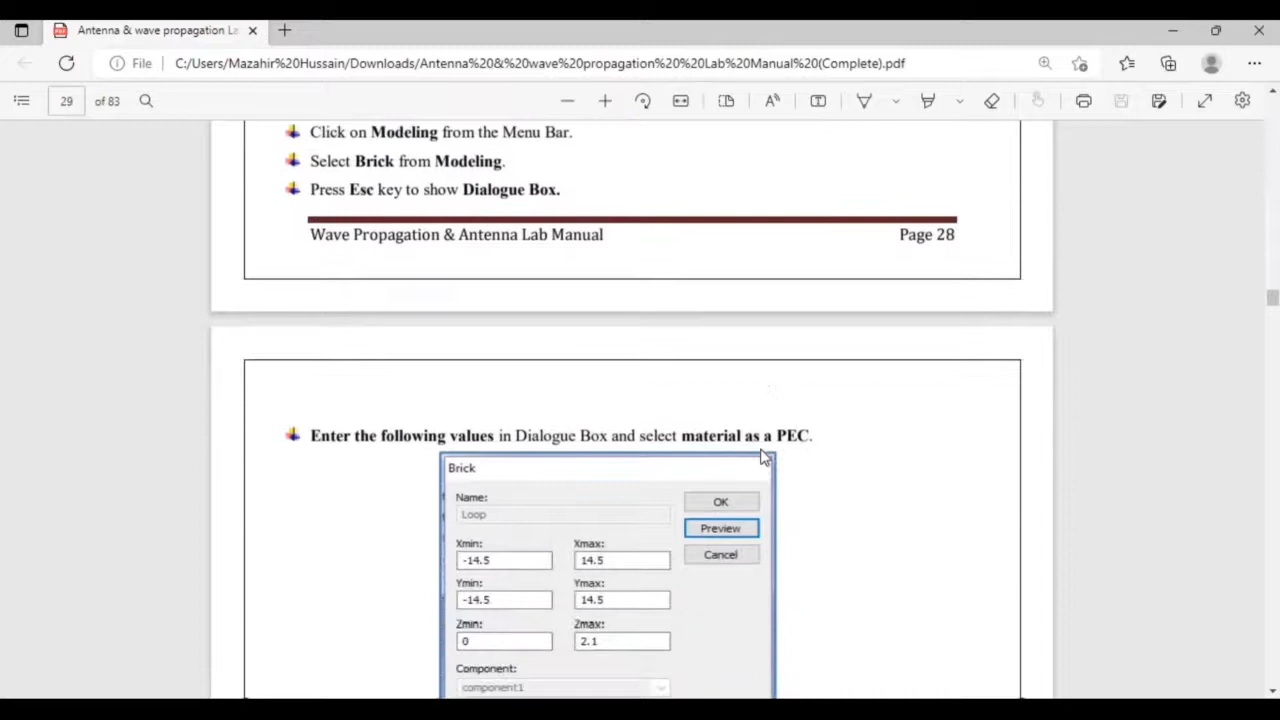 Antenna & wave propagation La
File
C:/Users/Mazahir%20Hussain/Downloads/Antenna%20&%20wave%20propagation%20%20Lab%20Manual%20(Complete).pdf
29 of 83
Click on Modeling from the Menu Bar.
Select Brick from Modeling.
Press Esc key to show Dialogue Box.
Wave Propagation & Antenna Lab Manual Page 28
Enter the following values in Dialogue Box and select material as a PEC.
Brick
Name:
OK
Loop
Preview
Xmin: Xmax:
Cancel
-14.5 14.5
Ymin: Ymax:
-14.5 14.5
Zmin: Zmax:
0 2.1
Component:
component1